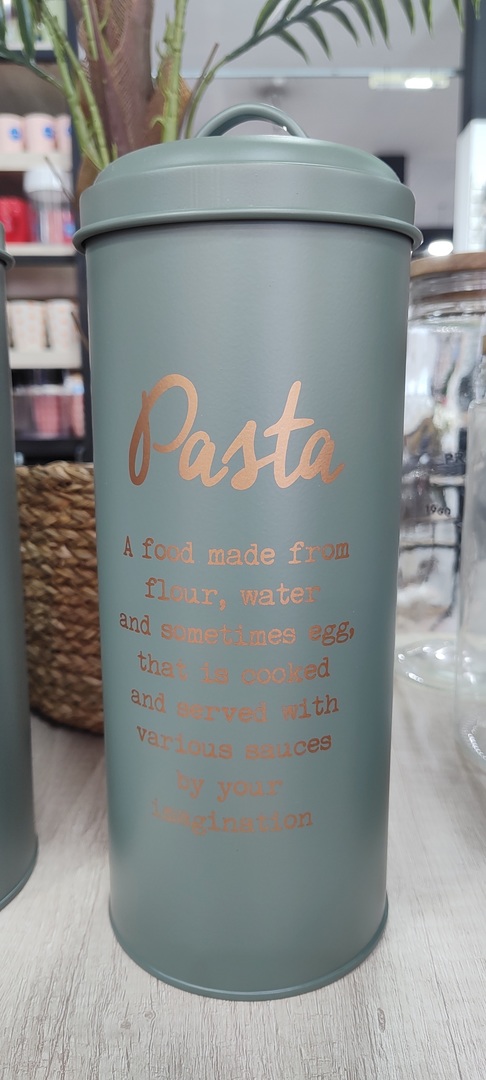 Pasta
A food made from
flour, water
and sometimes egg,
that is cooked
and served with
various sauces
by your
imagination